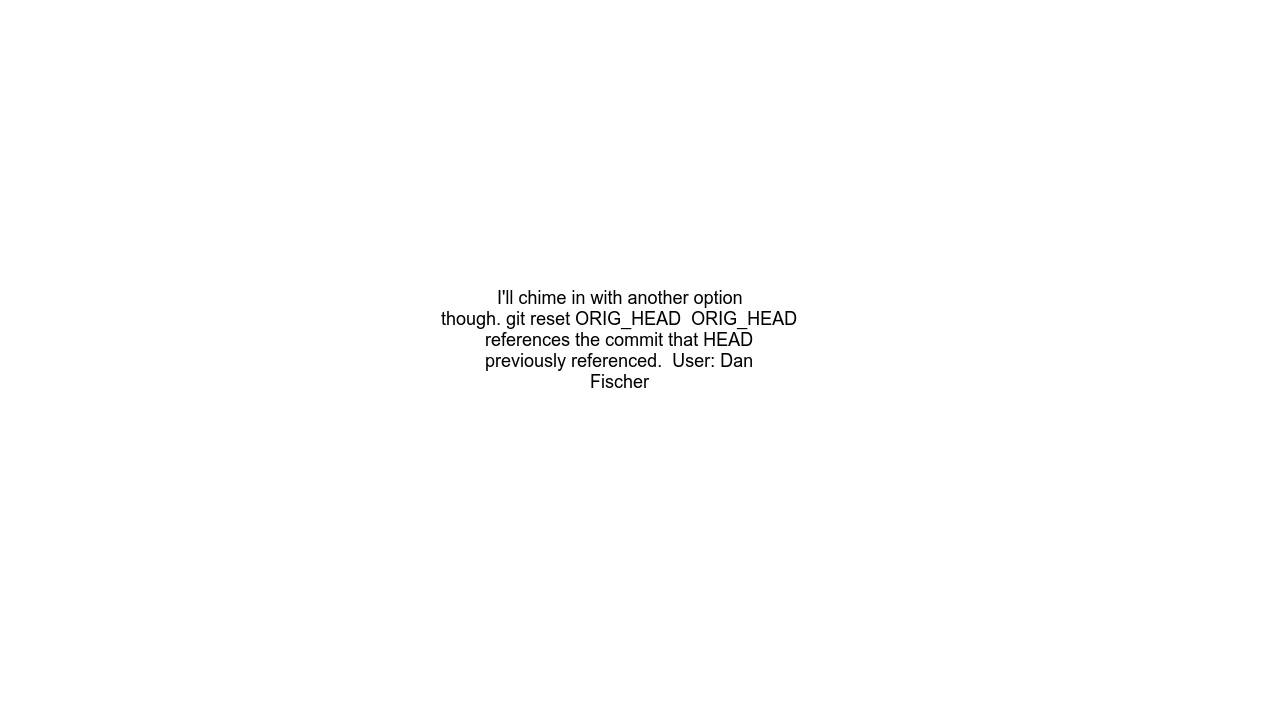 I'll chime in with another option
though. git reset ORIG_HEAD  ORIG_HEAD
references the commit that HEAD
previously referenced.  User: Dan
Fischer